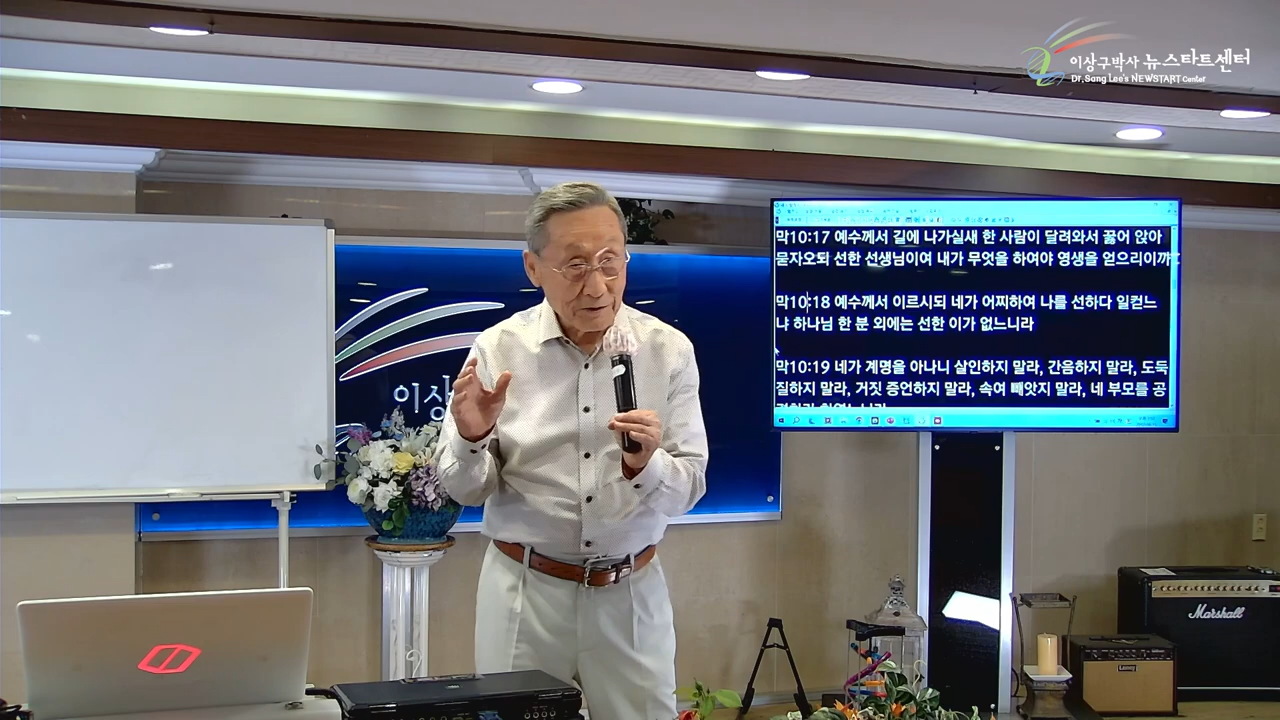 이상구박사 뉴스타트센터
Dr. Sang Lee's NEWSTART Center
이상
막10:17 예수께서 길에 나가실새 한 사람이 달려와서 꿇어 앉아
묻자오되 선한 선생님이여 내가 무엇을 하여야 영생을 얻으리이까
막10:18 예수께서 이르시되 네가 어찌하여 나를 선하다 일컫느
냐 하나님 한 분 외에는 선한 이가 없느니라
막10:19 네가 계명을 아나니 살인하지 말라, 간음하지 말라, 도둑
질하지 말라, 거짓 증언하지 말라, 속여 빼앗지 말라, 네 부모를 공
Marshall
Laney